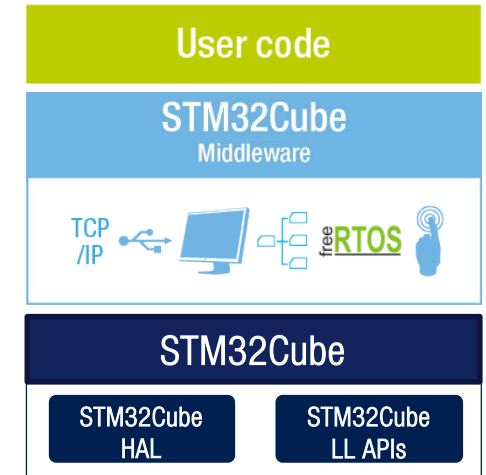 User code
STM32Cube
Middleware
TCP
/IP
free
RTOS
STM32Cube
STM32Cube
HAL
STM32Cube
LL APIs